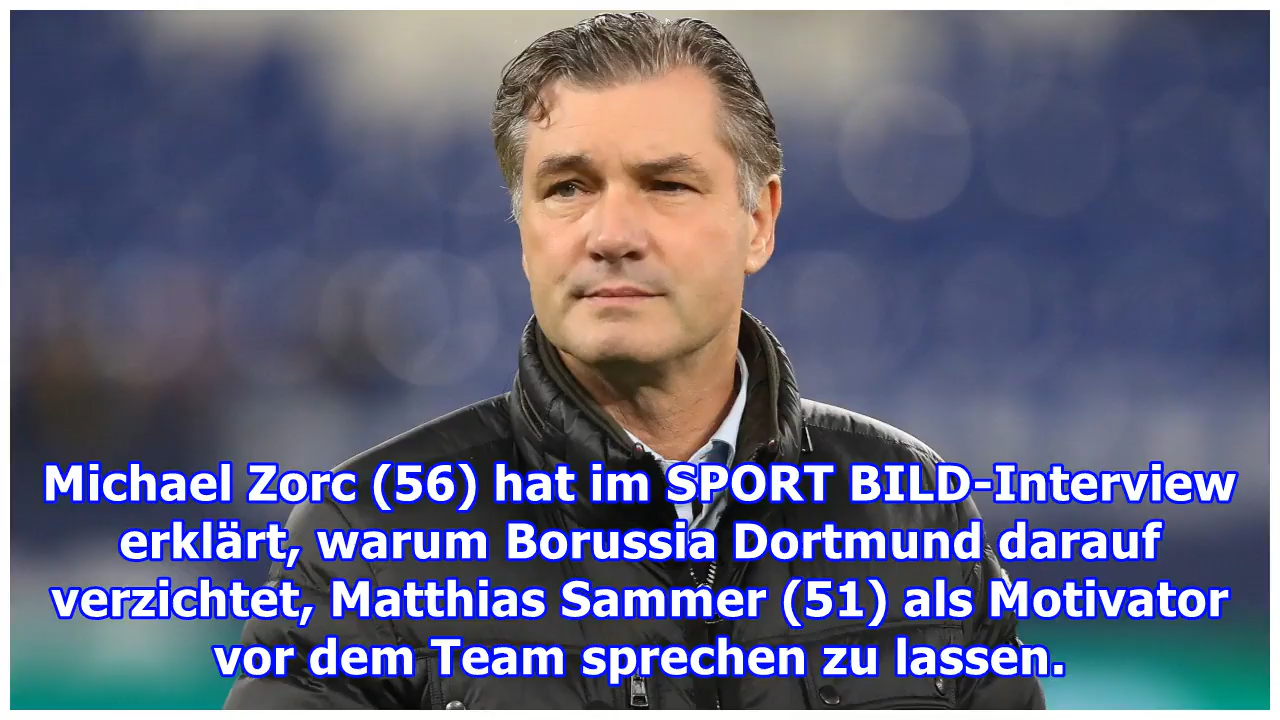 Michael Zorc (56) hat im SPORT BILD-Interview
erklärt, warum Borussia Dortmund darauf
verzichtet, Matthias Sammer (51) als Motivator
vor dem Team sprechen zu lassen.